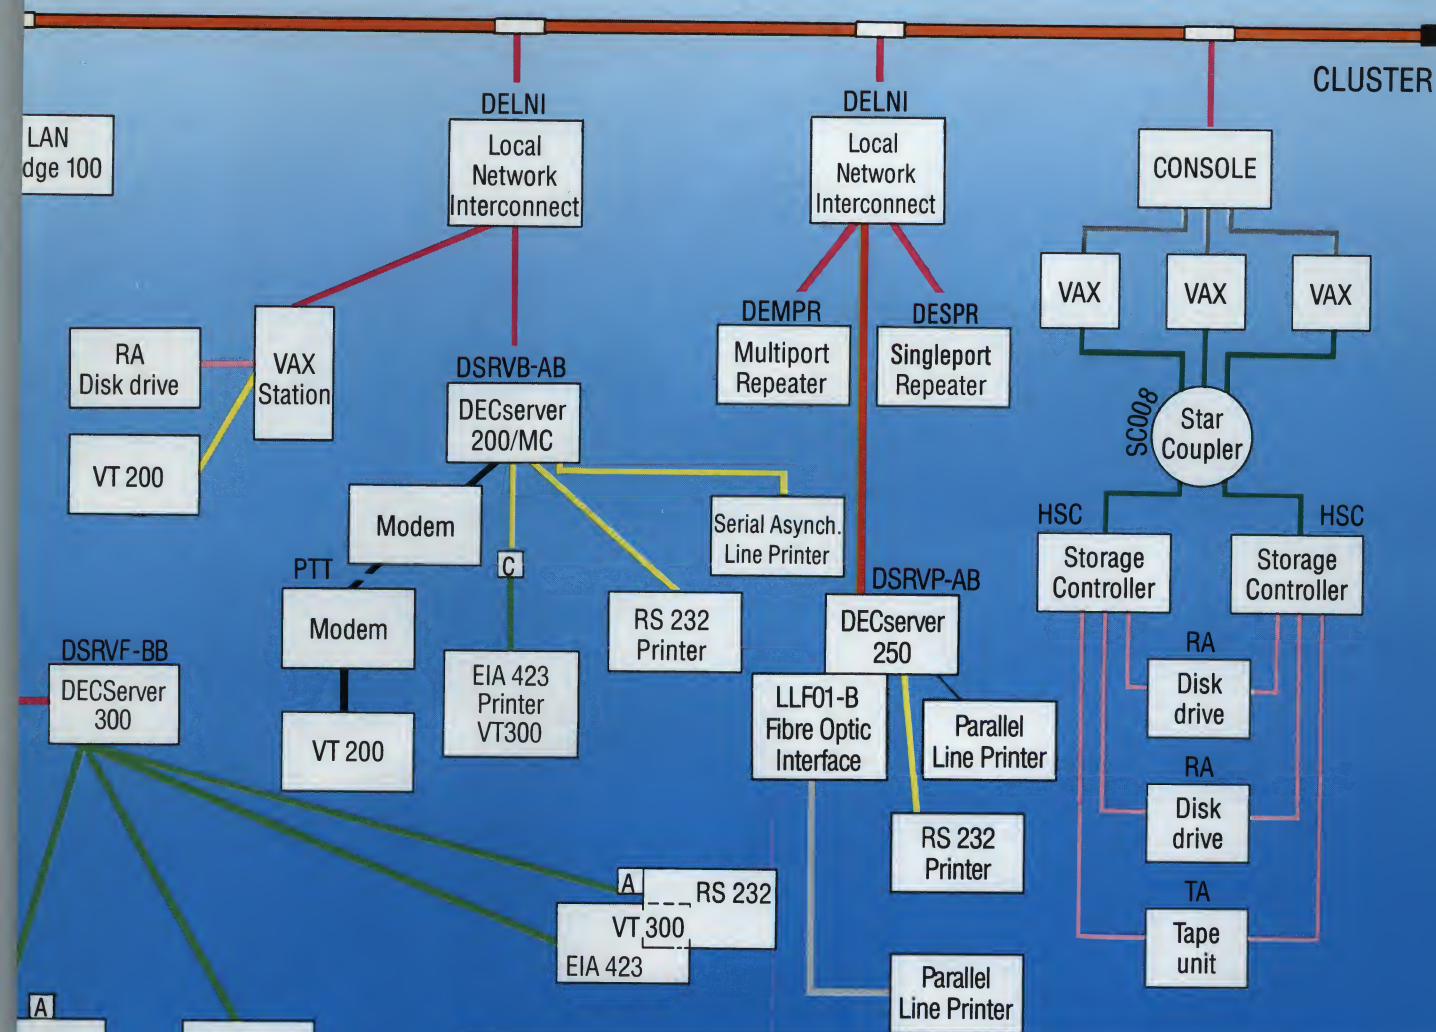 CLUSTER
DELNI
Local
Network
Interconnect
DELNI
Local
Network
Interconnect
CONSOLE
LAN
dge 100
VAX
VAX
VAX
RA
Disk drive
VAX
Station
VT 200
DSRVB-AB
DECserver
200/MC
DEMPR
Multiport
Repeater
DESPR
Singleport
Repeater
SC008
Star
Coupler
Modem
Serial Asynch.
Line Printer
HSC
Storage
Controller
HSC
Storage
Controller
PTT
Modem
C
RS 232
Printer
DSRVP-AB
DECserver
250
DSRVF-BB
DECServer
300
VT 200
EIA 423
Printer
VT300
LLF01-B
Fibre Optic
Interface
Parallel
Line Printer
RA
Disk
drive
RA
Disk
drive
RS 232
Printer
A
RS 232
VT 300
EIA 423
TA
Tape
unit
Parallel
Line Printer
A